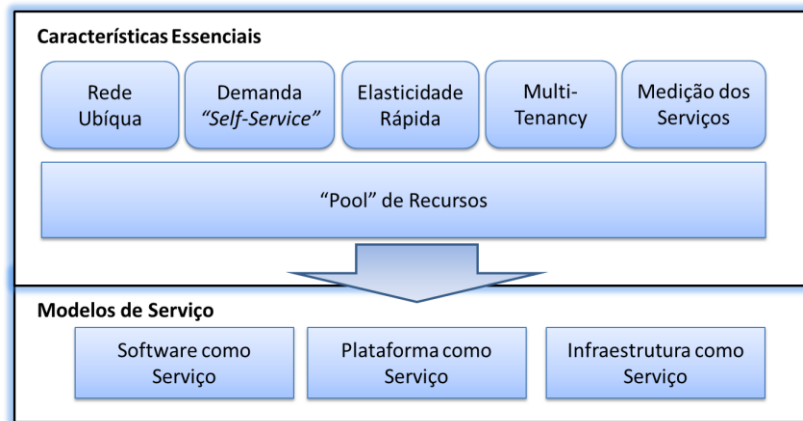 Características Essenciais
Rede
Ubíqua
Demanda
“Self-Service”
Elasticidade
Rápida
Multi-
Tenancy
Medição dos
Serviços
“Pool” de Recursos
Modelos de Serviço
Software como
Serviço
Plataforma como
Serviço
Infraestrutura como
Serviço